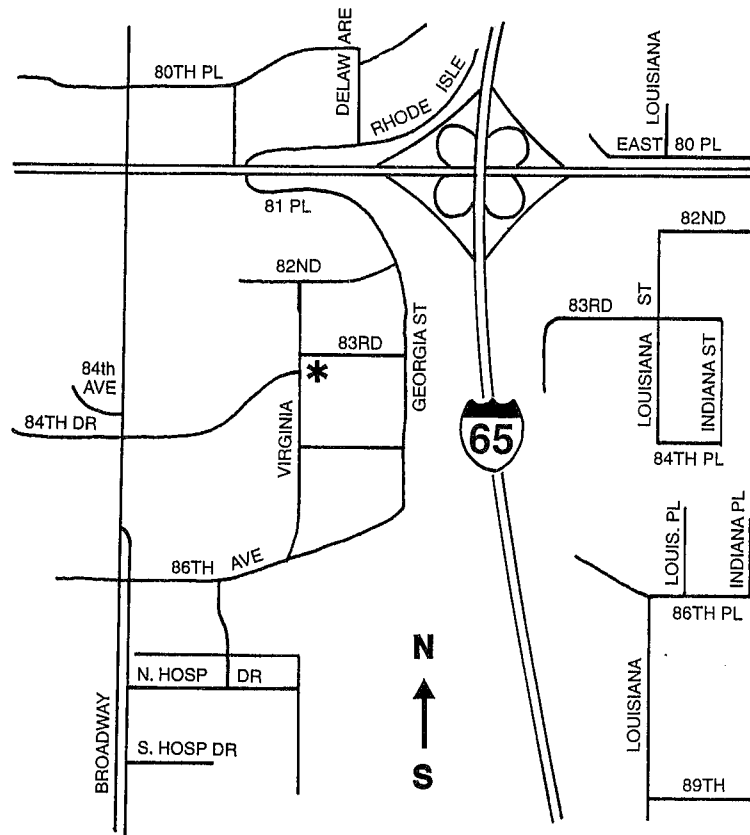 80TH PL
DELAWARE
RHODE ISLE
LOUISIANA
EAST 80 PL
81 PL
82ND
82ND
83RD
83RD
GEORGIA ST
LOUISIANA ST
INDIANA ST
84th
AVE
*
84TH DR
VIRGINIA
65
84TH PL
86TH AVE
LOUIS. PL
INDIANA PL
86TH PL
N
S
N. HOSP DR
S. HOSP DR
BROADWAY
LOUISIANA
89TH